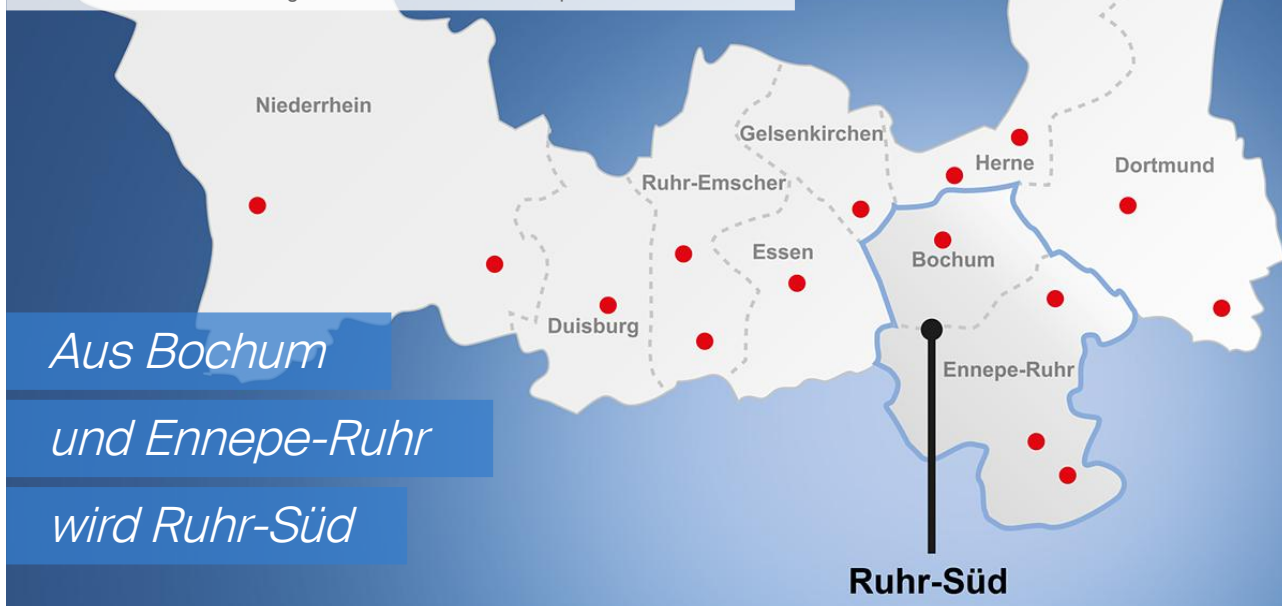 Niederrhein
Gelsenkirchen
Herne
Dortmund
Ruhr-Emscher
Essen
Bochum
Duisburg
Ennepe-Ruhr
Aus Bochum
und Ennepe-Ruhr
wird Ruhr-Süd
Ruhr-Süd